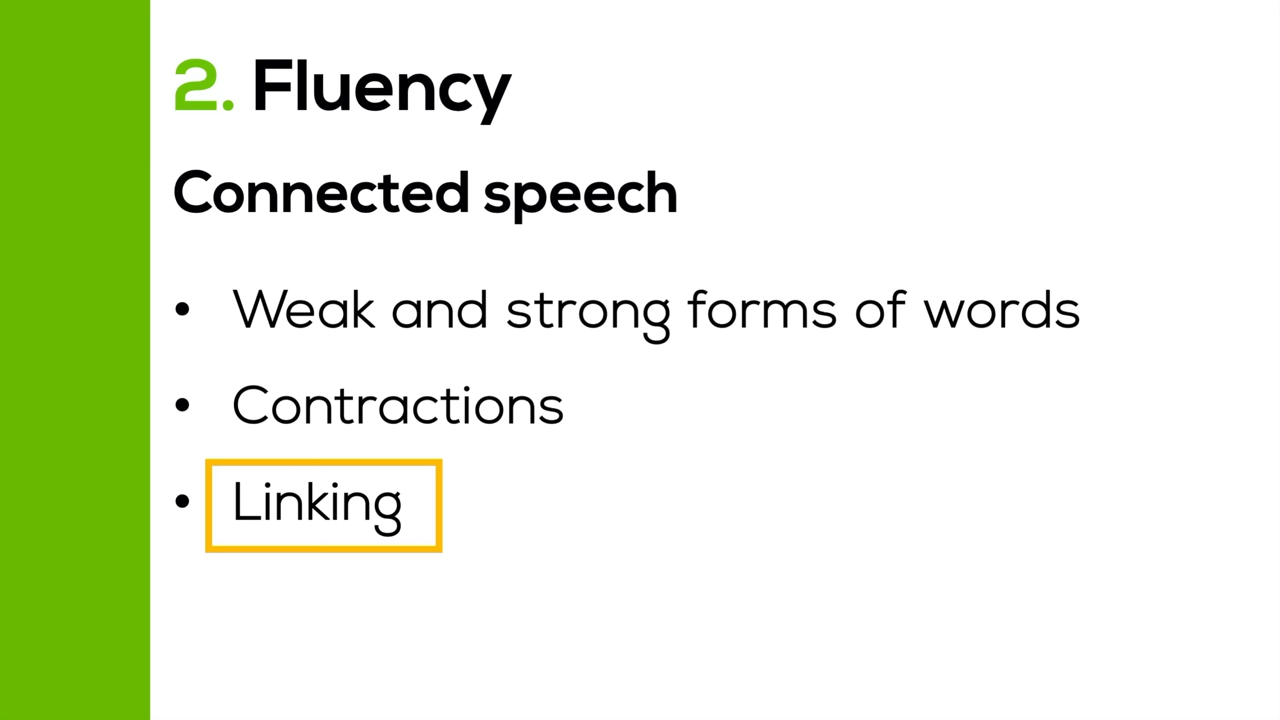 2. Fluency
Connected speech
• Weak and strong forms of words
• Contractions
• Linking